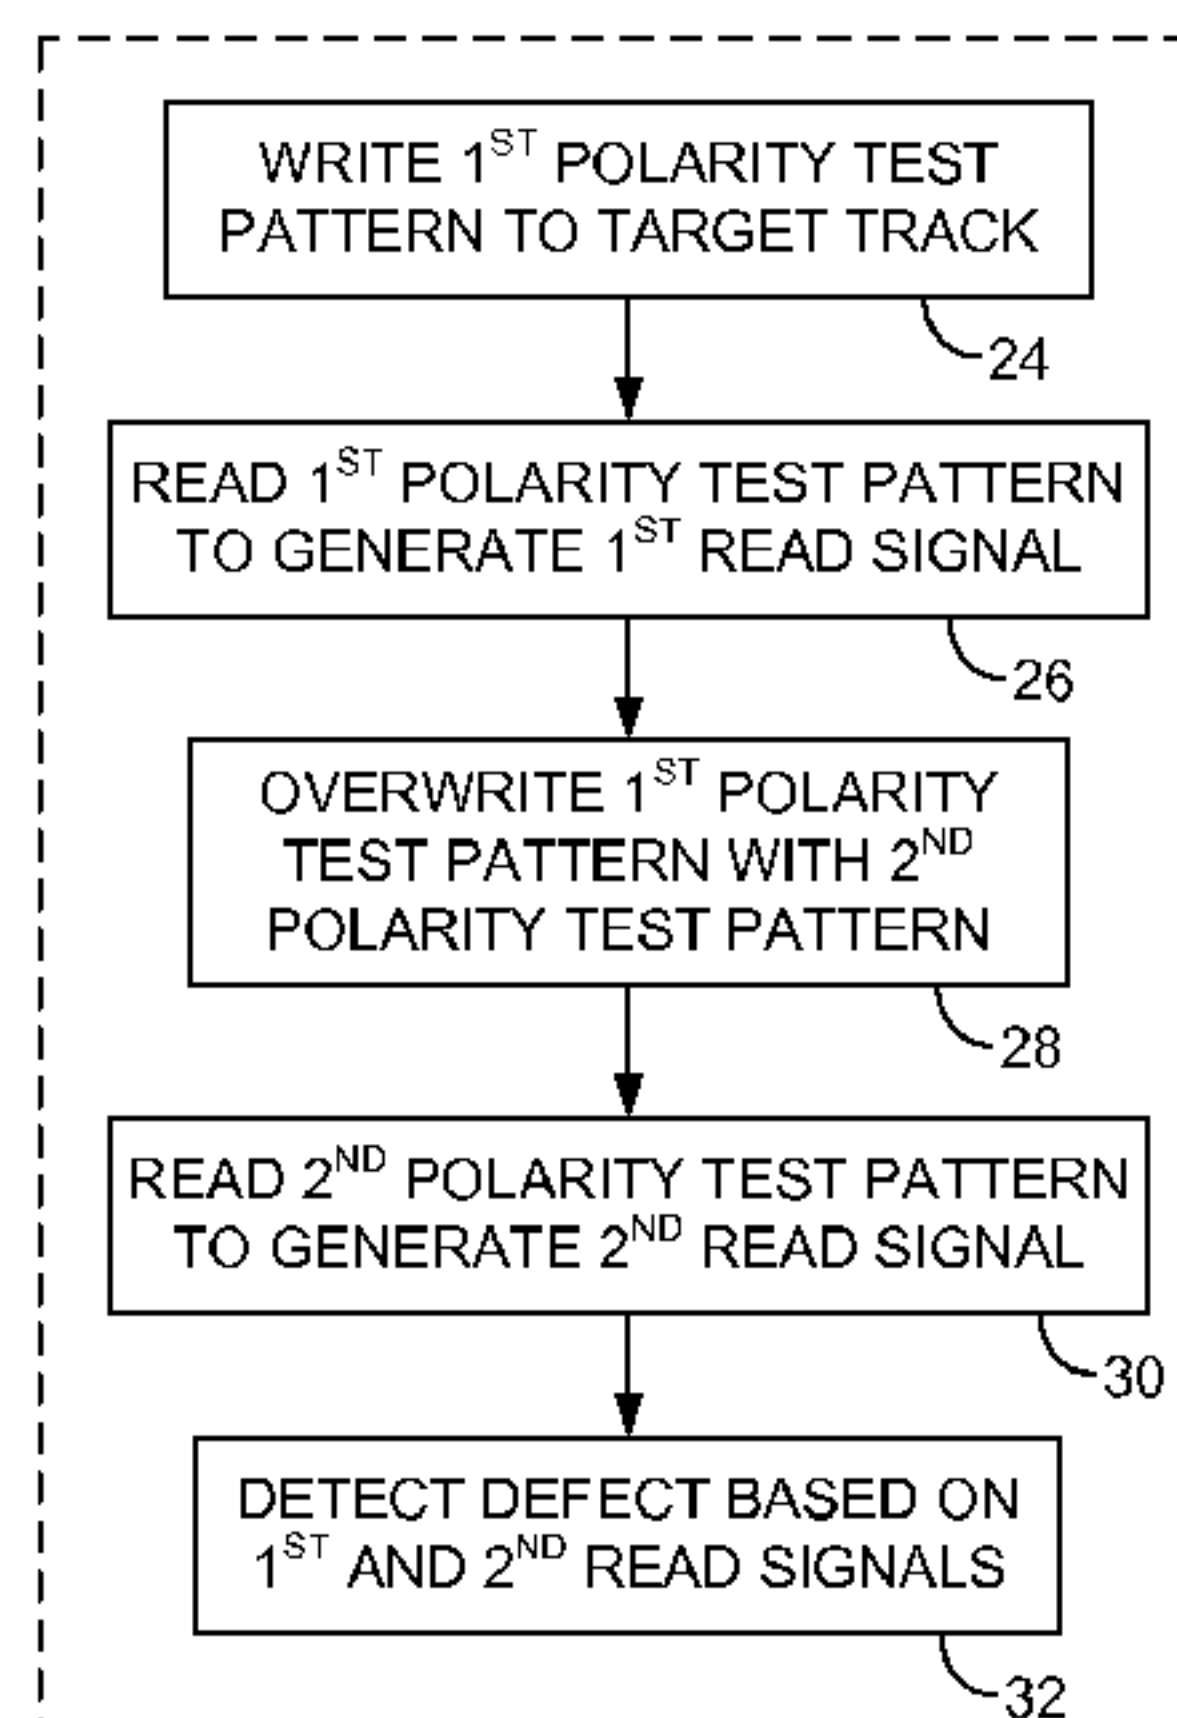 WRITE 1ST POLARITY TEST
PATTERN TO TARGET TRACK
24
READ 1ST POLARITY TEST PATTERN
TO GENERATE 1ST READ SIGNAL
26
OVERWRITE 1ST POLARITY
TEST PATTERN WITH 2ND
POLARITY TEST PATTERN
28
READ 2ND POLARITY TEST PATTERN
TO GENERATE 2ND READ SIGNAL
30
DETECT DEFECT BASED ON
1ST AND 2ND READ SIGNALS
32